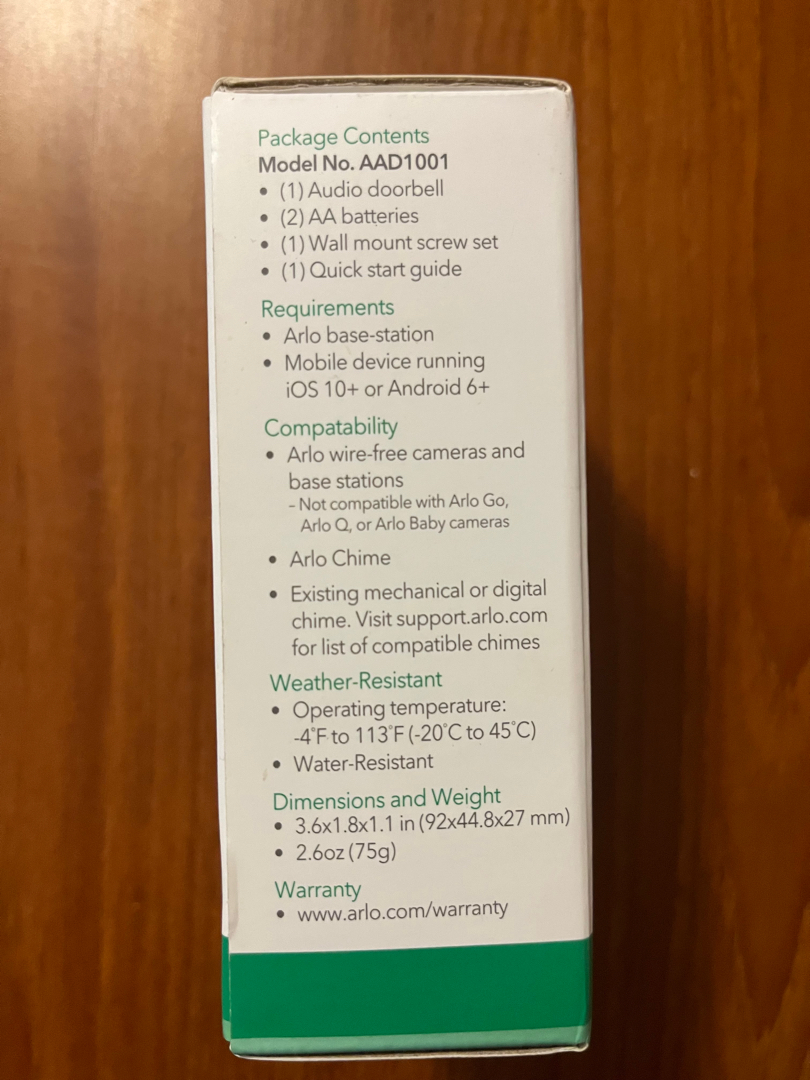 Package Contents
Model No. AAD1001
• (1) Audio doorbell
• (2) AA batteries
• (1) Wall mount screw set
• (1) Quick start guide
Requirements
• Arlo base-station
• Mobile device running
iOS 10+ or Android 6+
Compatability
• Arlo wire-free cameras and
base stations
- Not compatible with Arlo Go,
Arlo Q, or Arlo Baby cameras
• Arlo Chime
• Existing mechanical or digital
chime. Visit support.arlo.com
for list of compatible chimes
Weather-Resistant
• Operating temperature:
-4°F to 113°F (-20°C to 45°C)
• Water-Resistant
Dimensions and Weight
• 3.6x1.8x1.1 in (92x44.8x27 mm)
• 2.6oz (75g)
Warranty
• www.arlo.com/warranty